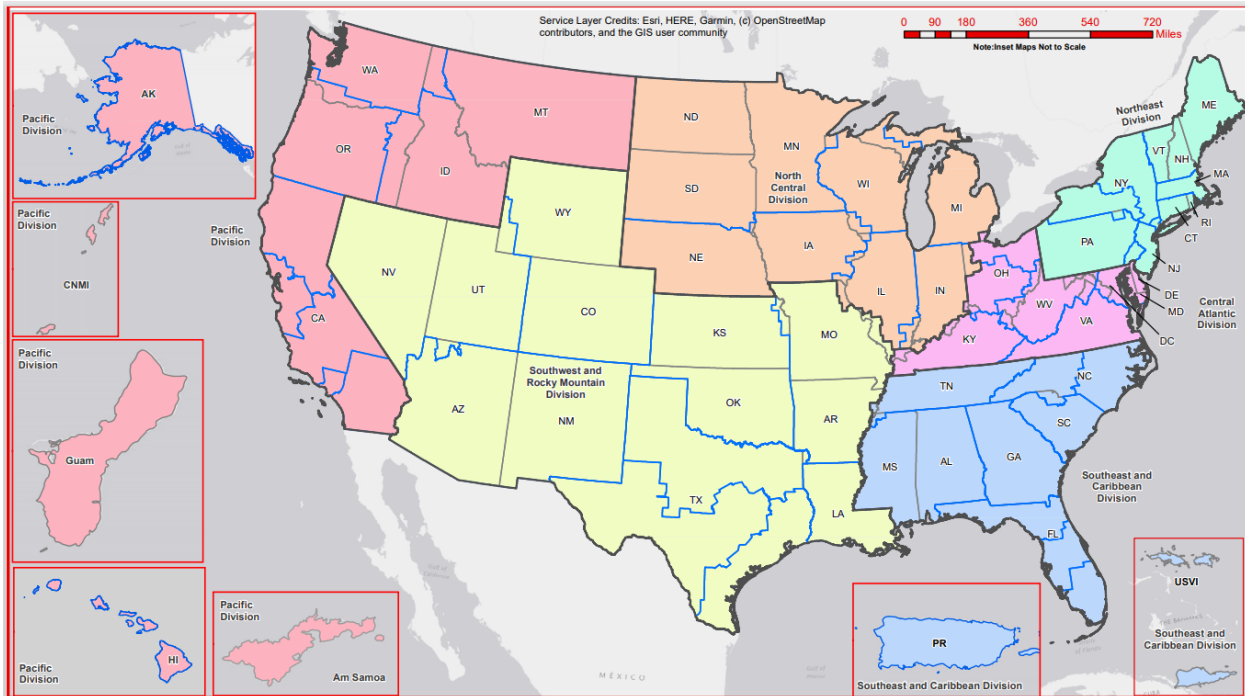 Service Layer Credits: Esri, HERE, Garmin, (c) OpenStreetMap
contributors, and the GIS user community
0 90 180 360 540 720
Miles
Note:Inset Maps Not to Scale
Pacific
Division
AK
Pacific
Division
CNMI
Pacific
Division
Guam
Pacific
Division
HI
Pacific
Division
Am Samoa
Pacific
Division
WA
OR
ID
MT
CA
NV
UT
WY
CO
AZ
NM
Southwest and
Rocky Mountain
Division
KS
OK
TX
MO
AR
LA
ND
SD
NE
MN
IA
WI
IL
IN
MI
North
Central
Division
OH
WV
KY
VA
DE
MD
DC
Central
Atlantic
Division
Northeast
Division
ME
VT
NH
NY
MA
RI
CT
PA
NJ
TN
NC
SC
MS
AL
GA
FL
Southeast and
Caribbean
Division
PR
Southeast and Caribbean Division
USVI
Southeast and
Caribbean Division
MÉXICO